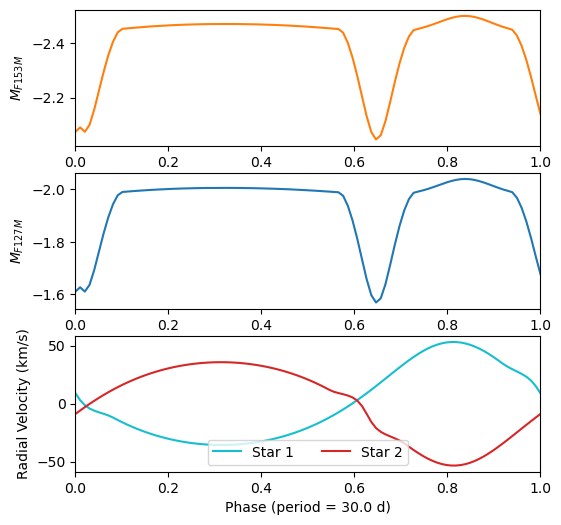 −2.4
−2.2
M_F153M
0.0 0.2 0.4 0.6 0.8 1.0
−2.0
−1.8
−1.6
M_F127M
0.0 0.2 0.4 0.6 0.8 1.0
50
0
−50
Radial Velocity (km/s)
Star 1 Star 2
0.0 0.2 0.4 0.6 0.8 1.0
Phase (period = 30.0 d)